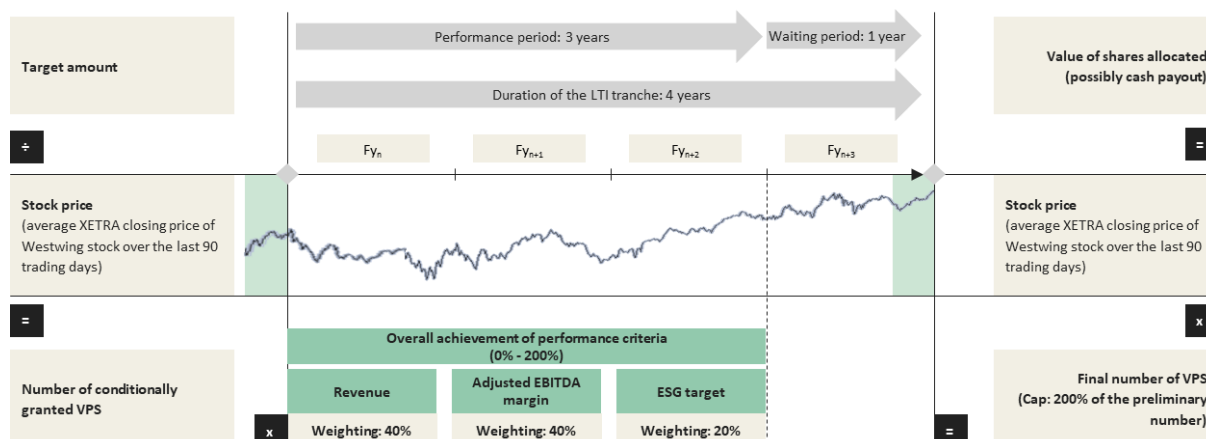 Performance period: 3 years
Waiting period: 1 year
Target amount
Value of shares allocated
(possibly cash payout)
Duration of the LTI tranche: 4 years
÷
Fyn
Fyn+1
Fyn+2
Fyn+3
=
Stock price
(average XETRA closing price of
Westwing stock over the last 90
trading days)
Stock price
(average XETRA closing price of
Westwing stock over the last 90
trading days)
=
x
Overall achievement of performance criteria
(0% - 200%)
Number of conditionally
granted VPS
Revenue
Adjusted EBITDA
margin
ESG target
Final number of VPS
(Cap: 200% of the preliminary
number)
x
Weighting: 40%
Weighting: 40%
Weighting: 20%
=